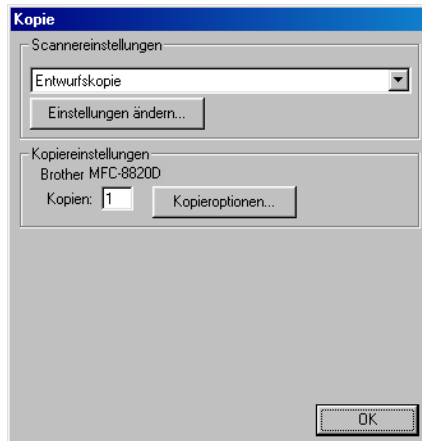 Kopie
Scannereinstellungen
Entwurfskopie
Einstellungen ändern...
Kopiereinstellungen
Brother MFC-8820D
Kopien: 1 Kopieroptionen...
OK